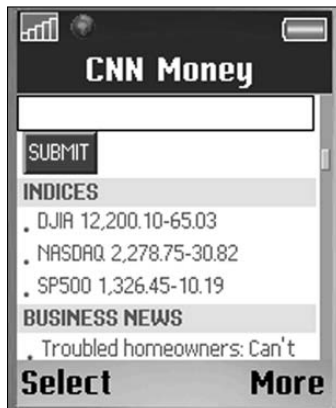 CNN Money
SUBMIT
INDICES
. DJIA 12,200.10-65.03
. NASDAQ 2,278.75-30.82
. SP500 1,326.45-10.19
BUSINESS NEWS
. Troubled homeowners: Can't
Select More